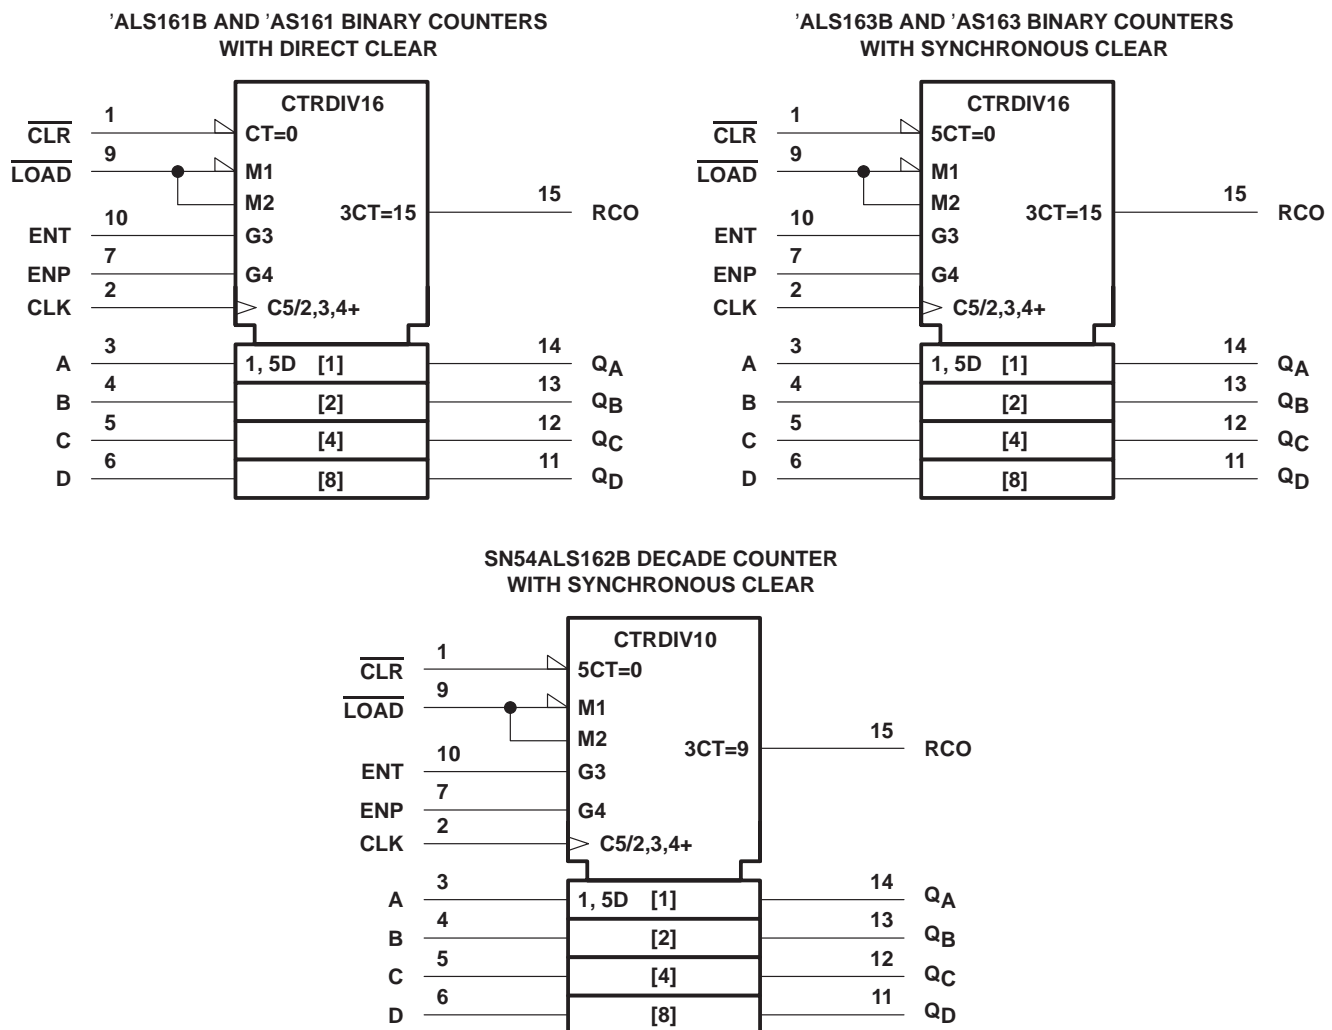 'ALS161B AND 'AS161 BINARY COUNTERS
WITH DIRECT CLEAR
CTRDIV16
CLR 1 CT=0
LOAD 9 M1
M2
3CT=15 15 RCO
ENT 10 G3
ENP 7 G4
CLK 2 C5/2,3,4+
A 3 1, 5D [1] 14 QA
B 4 [2] 13 QB
C 5 [4] 12 QC
D 6 [8] 11 QD
'ALS163B AND 'AS163 BINARY COUNTERS
WITH SYNCHRONOUS CLEAR
CTRDIV16
CLR 1 5CT=0
LOAD 9 M1
M2
3CT=15 15 RCO
ENT 10 G3
ENP 7 G4
CLK 2 C5/2,3,4+
A 3 1, 5D [1] 14 QA
B 4 [2] 13 QB
C 5 [4] 12 QC
D 6 [8] 11 QD
SN54ALS162B DECADE COUNTER
WITH SYNCHRONOUS CLEAR
CTRDIV10
CLR 1 5CT=0
LOAD 9 M1
M2
3CT=9 15 RCO
ENT 10 G3
ENP 7 G4
CLK 2 C5/2,3,4+
A 3 1, 5D [1] 14 QA
B 4 [2] 13 QB
C 5 [4] 12 QC
D 6 [8] 11 QD